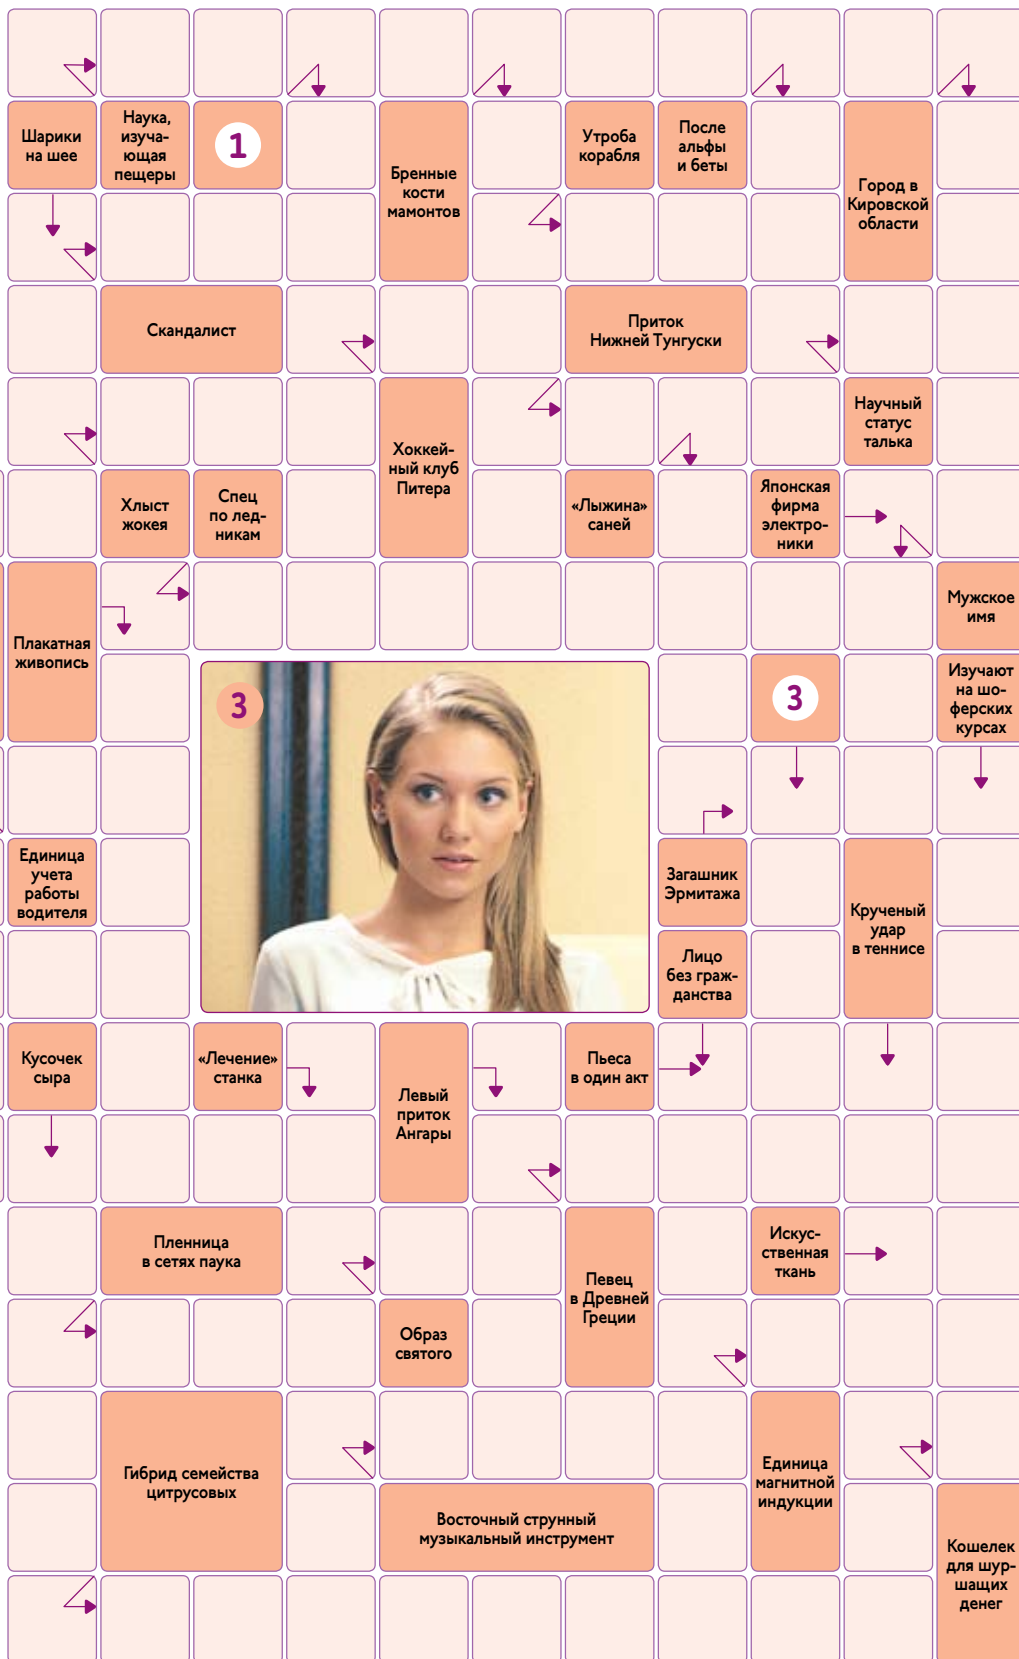 Шарики
на шее
Наука,
изуча-
ющая
пещеры
1
Бренные
кости
мамонтов
Утроба
корабля
После
альфы
и беты
Город в
Кировской
области
Скандалист
Приток
Нижней Тунгуски
Хоккей-
ный клуб
Питера
Научный
статус
талька
Хлыст
жокея
Спец
по лед-
никам
«Лыжина»
саней
Японская
фирма
электро-
ники
Плакатная
живопись
Мужское
имя
3
3
Изучают
на шо-
ферских
курсах
Единица
учета
работы
водителя
Загашник
Эрмитажа
Крученый
удар
в теннисе
Лицо
без граж-
данства
Кусочек
сыра
«Лечение»
станка
Левый
приток
Ангары
Пьеса
в один акт
Пленница
в сетях паука
Певец
в Древней
Греции
Искус-
ственная
ткань
Образ
святого
Гибрид семейства
цитрусовых
Единица
магнитной
индукции
Восточный струнный
музыкальный инструмент
Кошелек
для шур-
шащих
денег